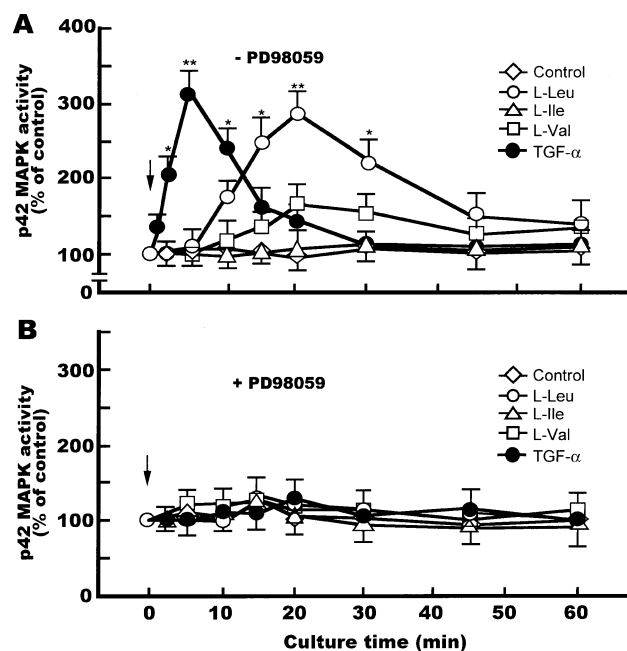 A
p42 MAPK activity
(% of control)
400
300
200
100
0
- PD98059
* ** * * ** *
Control
L-Leu
L-Ile
L-Val
TGF-α
B
p42 MAPK activity
(% of control)
300
200
100
0
+ PD98059
Control
L-Leu
L-Ile
L-Val
TGF-α
0 10 20 30 40 50 60
Culture time (min)